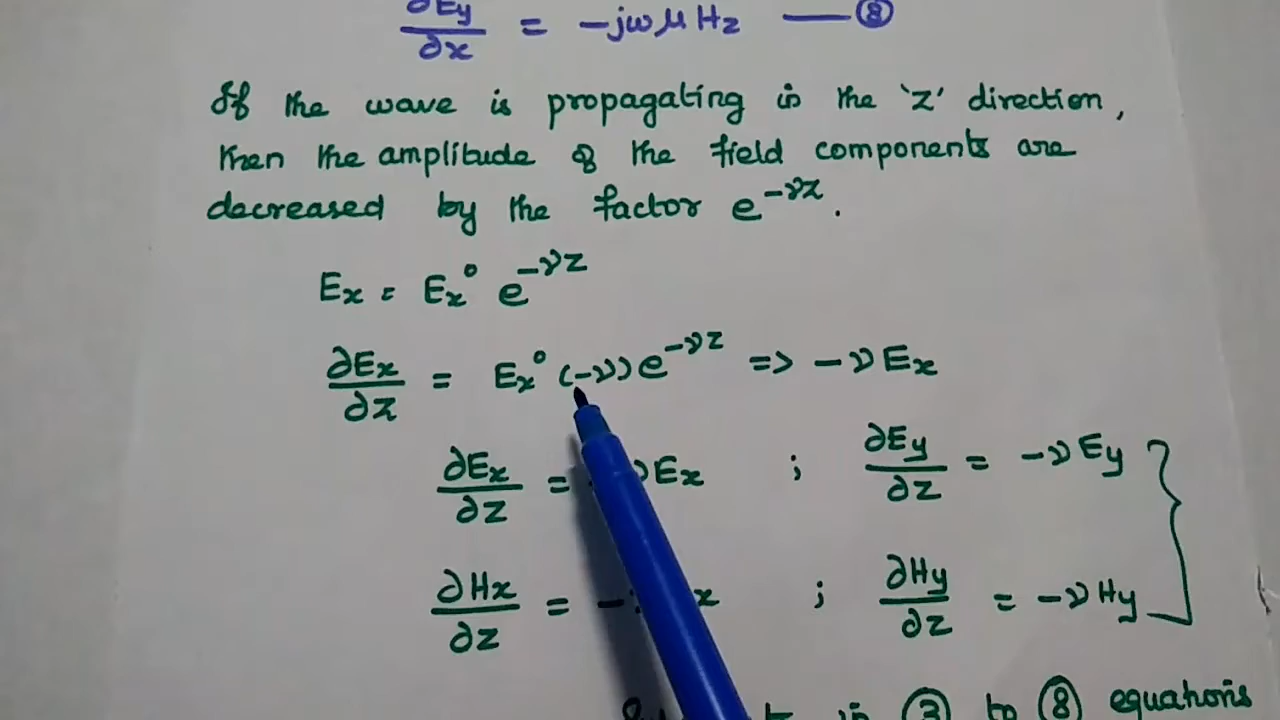 ∂Ey/∂x = -jωμHz —— ⑧
If the wave is propagating in the 'z' direction,
then the amplitude of the field components are
decreased by the factor e^-γz.
Ex = Ex° e^-γz
∂Ex/∂z = Ex° (-γ) e^-γz => -γ Ex
∂Ex/∂z = γEx ; ∂Ey/∂z = -γEy
∂Hx/∂z = - x ; ∂Hy/∂z = -γHy
in ③ to ⑧ equations